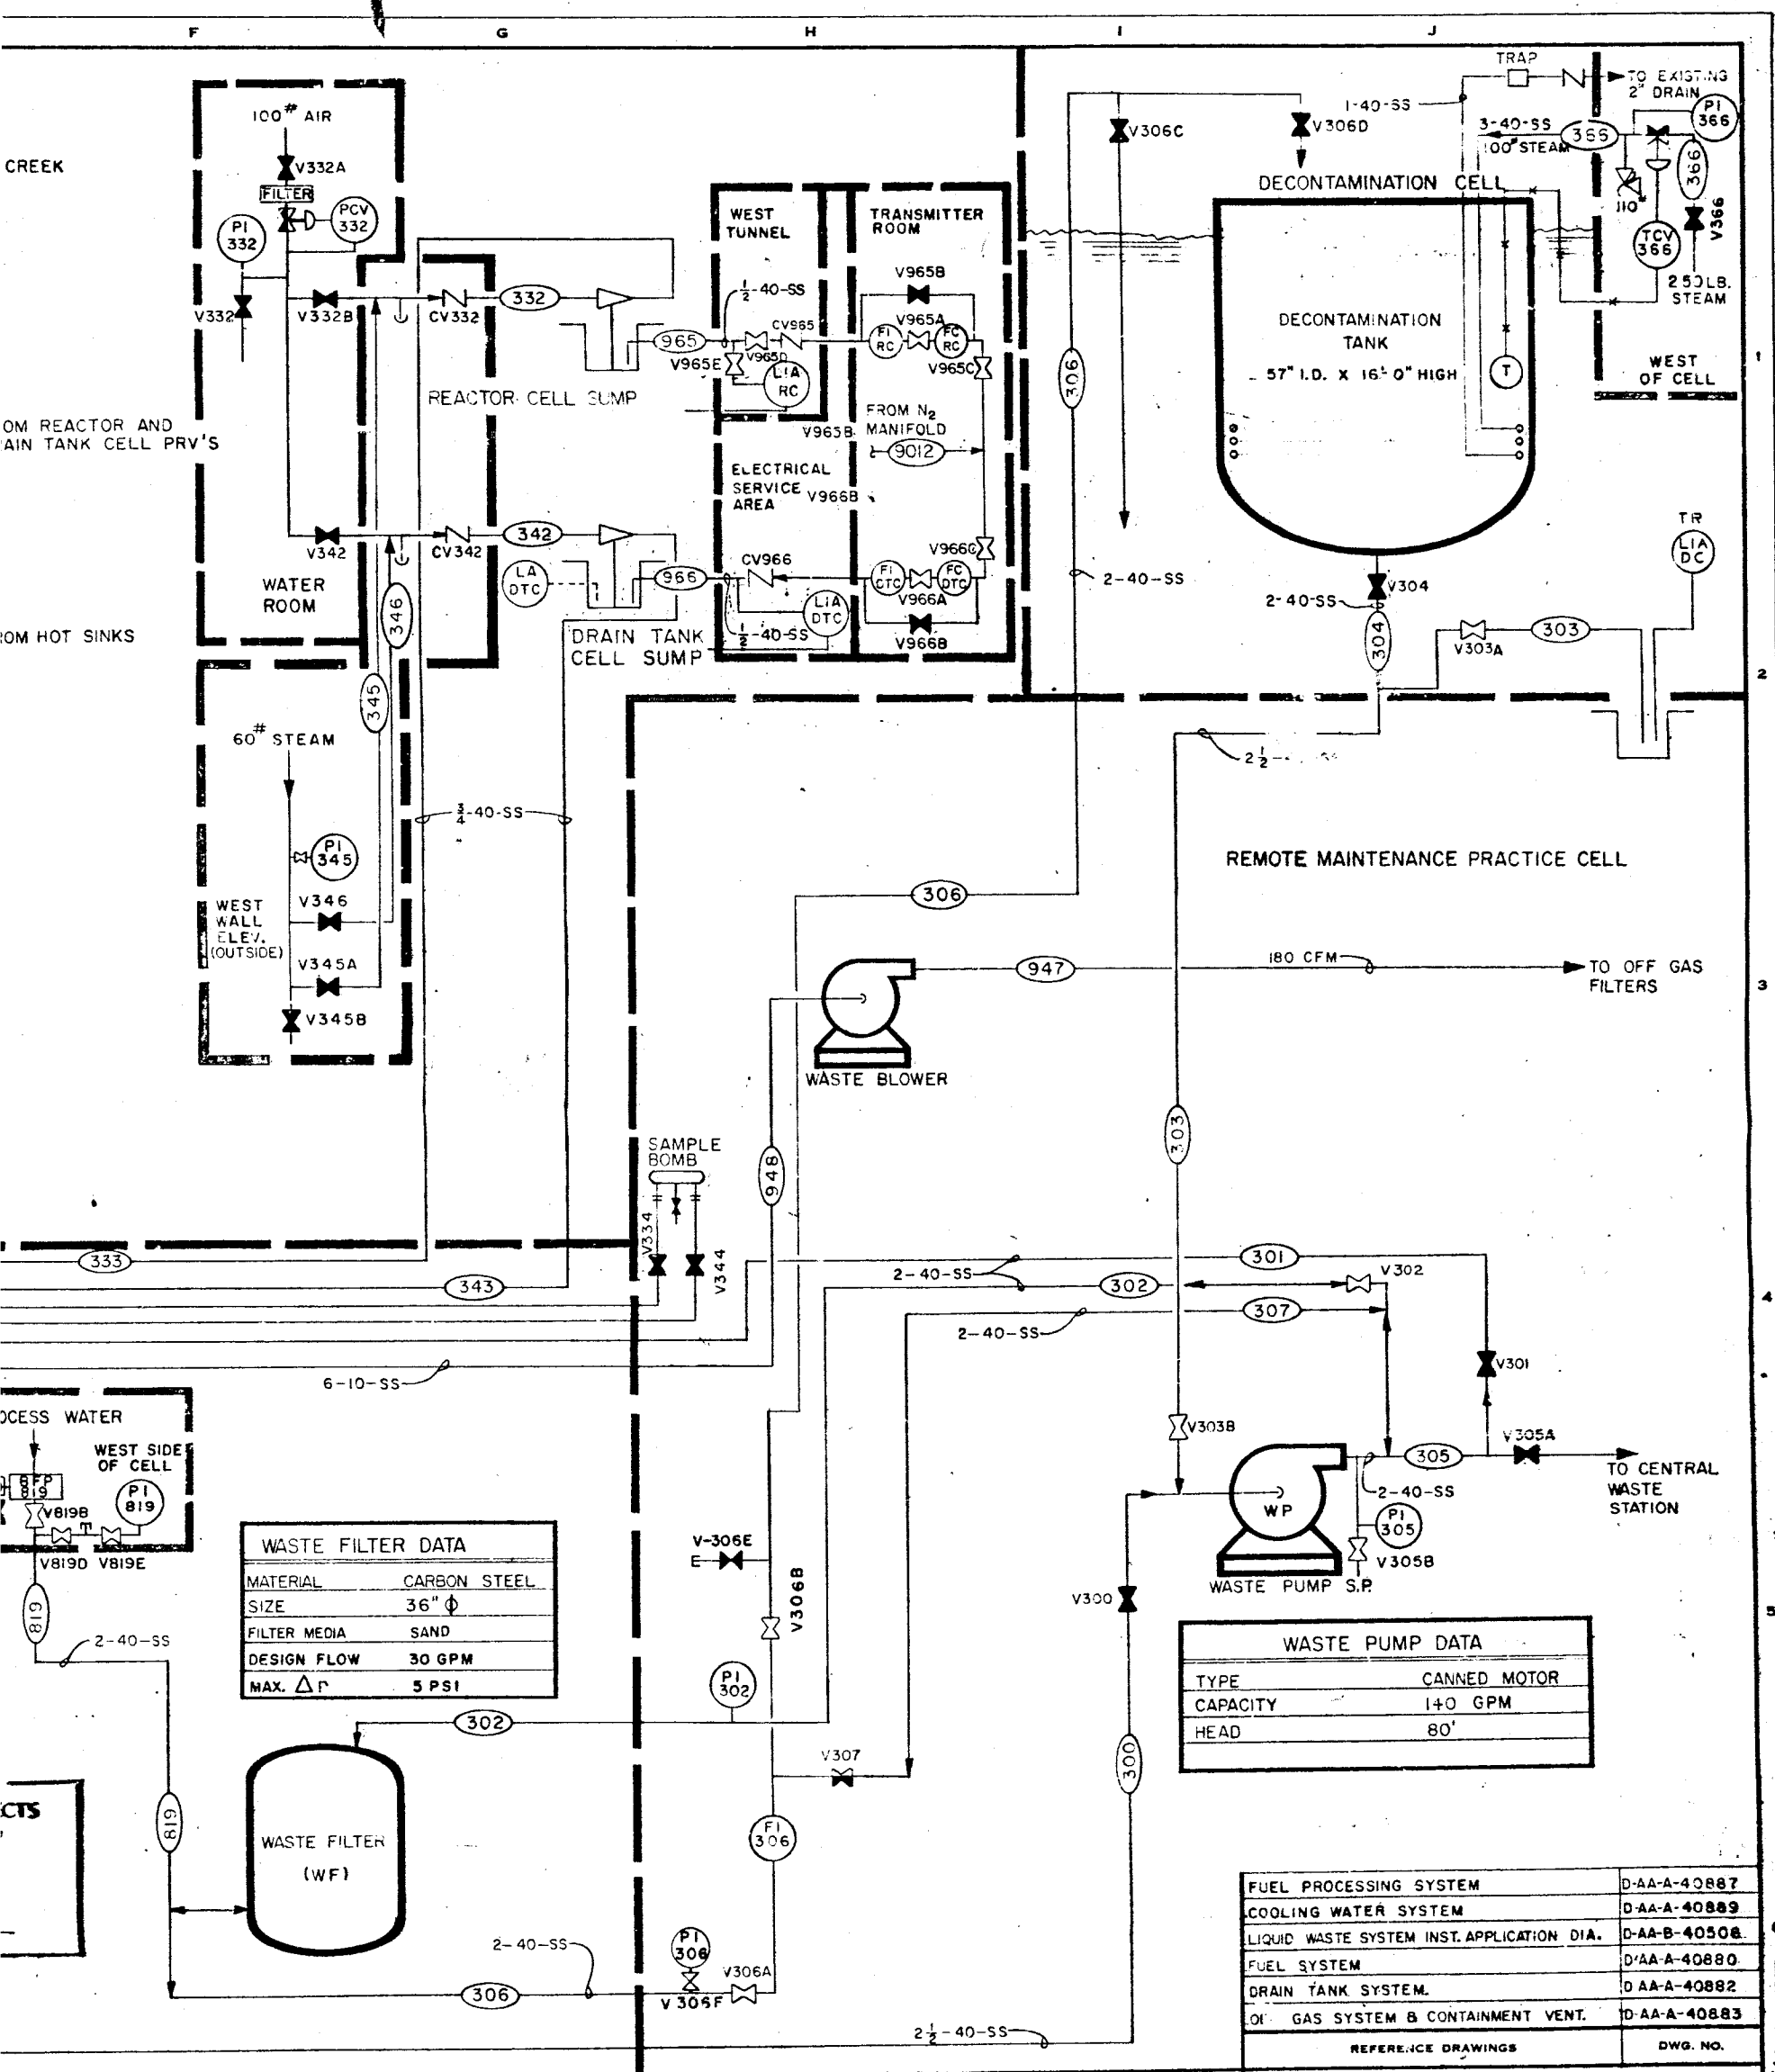 F
G
H
I
J
CREEK
100# AIR
V332A
FILTER
PI
332
PCV
332
V332
V332B
CV332
332
REACTOR CELL SUMP
OM REACTOR AND
AIN TANK CELL PRV'S
V342
CV342
342
WATER
ROOM
OM HOT SINKS
346
345
LA
DTC
DRAIN TANK
CELL SUMP
60# STEAM
PI
345
V346
WEST
WALL
ELEV.
(OUTSIDE)
V345A
V345B
3/4-40-SS
WEST
TUNNEL
1/2-40-SS
965
V965E
V965D
CV965
LIA
RC
V965B
ELECTRICAL
SERVICE
AREA
V966B
CV966
966
1/2-40-SS
LIA
DTC
TRANSMITTER
ROOM
V965B
V965A
FI
RC
FC
RC
V965C
FROM N2
MANIFOLD
9012
V966C
FI
DTC
FC
DTC
V966A
V966B
V306C
V306D
306
2-40-SS
TRAP
1-40-SS
TO EXISTING
2" DRAIN
PI
366
3-40-SS
366
100# STEAM
366
110#
TCV
366
V366
250LB.
STEAM
WEST
OF CELL
DECONTAMINATION CELL
DECONTAMINATION
TANK
57" I.D. X 16'-0" HIGH
T
V304
2-40-SS
304
V303A
303
TR
LIA
DC
2 1/2-
1
2
3
4
5
REMOTE MAINTENANCE PRACTICE CELL
306
947
180 CFM
TO OFF GAS
FILTERS
WASTE BLOWER
948
303
SAMPLE
BOMB
V334
V344
333
343
6-10-SS
301
2-40-SS
302
V302
307
2-40-SS
V301
V303B
305
V305A
TO CENTRAL
WASTE
STATION
2-40-SS
WP
PI
305
V305B
WASTE PUMP S.P.
V300
300
OCESS WATER
WEST SIDE
OF CELL
BFP
819
PI
819
V819B
V819D V819E
819
2-40-SS
819
WASTE FILTER DATA
MATERIAL CARBON STEEL
SIZE 36" ϕ
FILTER MEDIA SAND
DESIGN FLOW 30 GPM
MAX. Δ P 5 PSI
V-306E
E
V306B
PI
302
302
V307
FI
306
WASTE FILTER
(WF)
2-40-SS
306
PI
306
V306F
V306A
2 1/2-40-SS
CTS
WASTE PUMP DATA
TYPE CANNED MOTOR
CAPACITY 140 GPM
HEAD 80'
FUEL PROCESSING SYSTEM D-AA-A-40887
COOLING WATER SYSTEM D-AA-A-40889
LIQUID WASTE SYSTEM INST. APPLICATION DIA. D-AA-B-40508
FUEL SYSTEM D-AA-A-40880
DRAIN TANK SYSTEM. D AA-A-40882
GAS SYSTEM & CONTAINMENT VENT. D-AA-A-40883
REFERENCE DRAWINGS DWG. NO.